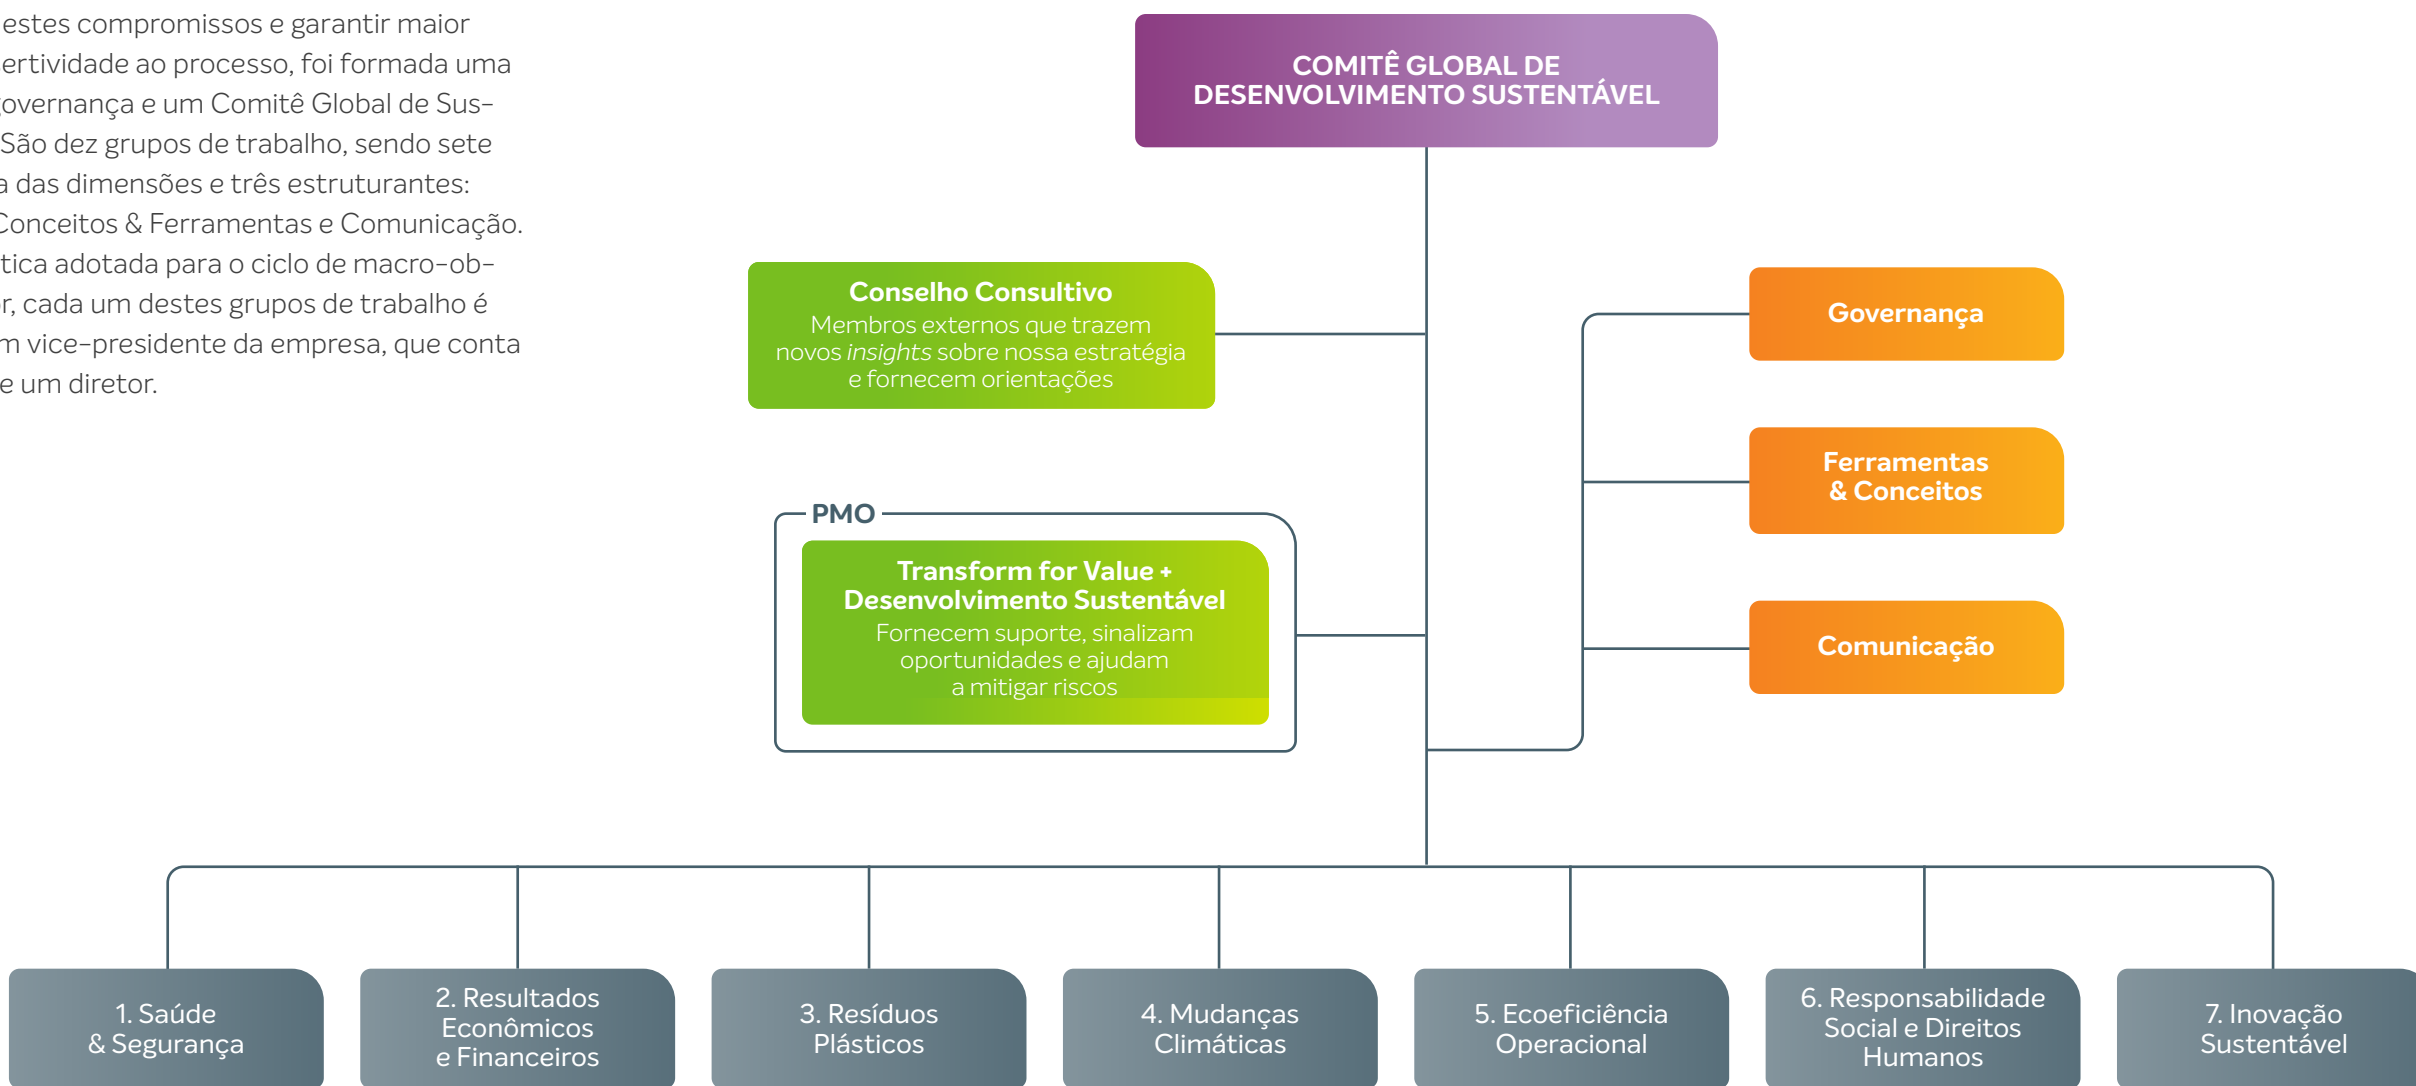 estes compromissos e garantir maior
ertividade ao processo, foi formada uma
governança e um Comitê Global de Sus-
São dez grupos de trabalho, sendo sete
das dimensões e três estruturantes:
Conceitos & Ferramentas e Comunicação.
tica adotada para o ciclo de macro-ob-
r, cada um destes grupos de trabalho é
m vice-presidente da empresa, que conta
e um diretor.
COMITÊ GLOBAL DE
DESENVOLVIMENTO SUSTENTÁVEL
Conselho Consultivo
Membros externos que trazem
novos insights sobre nossa estratégia
e fornecem orientações
Governança
Ferramentas
& Conceitos
PMO
Transform for Value +
Desenvolvimento Sustentável
Fornecem suporte, sinalizam
oportunidades e ajudam
a mitigar riscos
Comunicação
1. Saúde
& Segurança
2. Resultados
Econômicos
e Financeiros
3. Resíduos
Plásticos
4. Mudanças
Climáticas
5. Ecoeficiência
Operacional
6. Responsabilidade
Social e Direitos
Humanos
7. Inovação
Sustentável